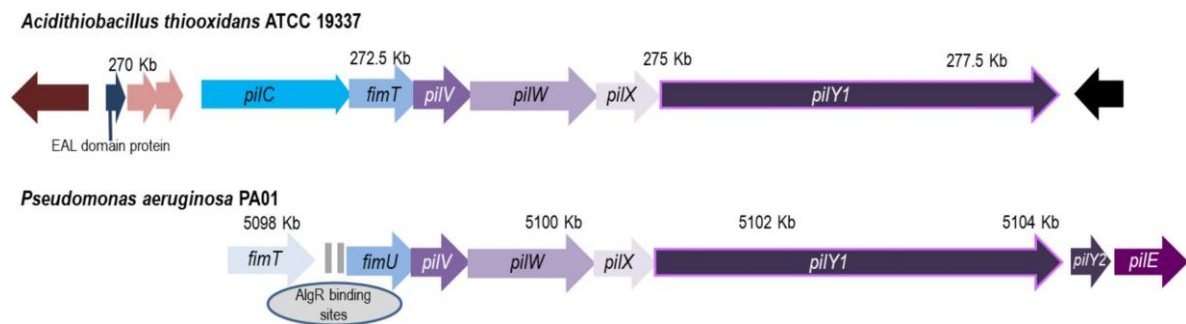 Acidithiobacillus thiooxidans ATCC 19337
270 Kb 272.5 Kb 275 Kb 277.5 Kb
pilC fimT pilV pilW pilX pilY1
EAL domain protein
Pseudomonas aeruginosa PA01
5098 Kb 5100 Kb 5102 Kb 5104 Kb
fimT fimU pilV pilW pilX pilY1 pilY2 pilE
AlgR binding
sites